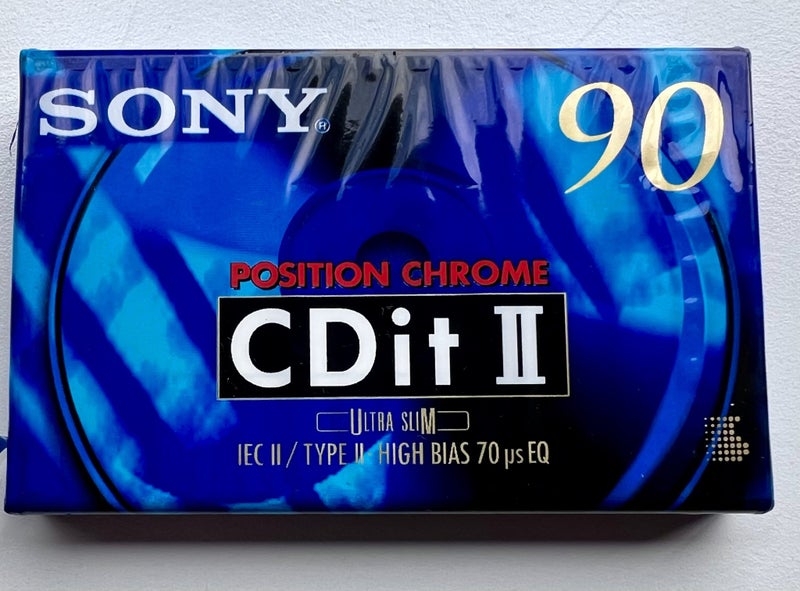 SONY® 90
POSITION CHROME
CDit II
ULTRA SLIM
IEC II / TYPE II · HIGH BIAS 70 µs EQ